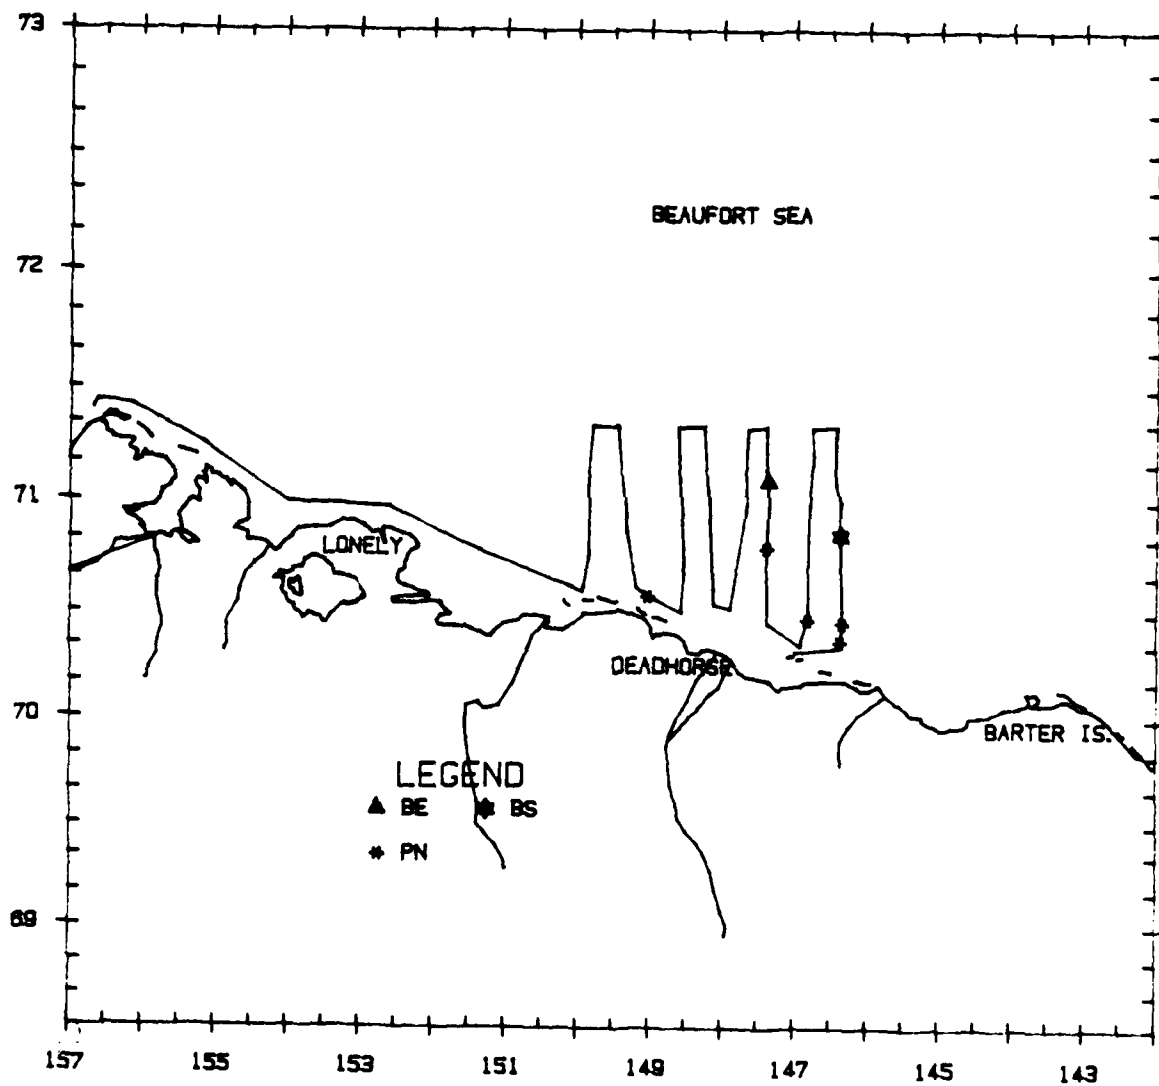 73
BEAUFORT SEA
72
71
LONELY
DEADHORSE
70
BARTER IS.
LEGEND
BE BS
PN
69
157 155 153 151 149 147 145 143